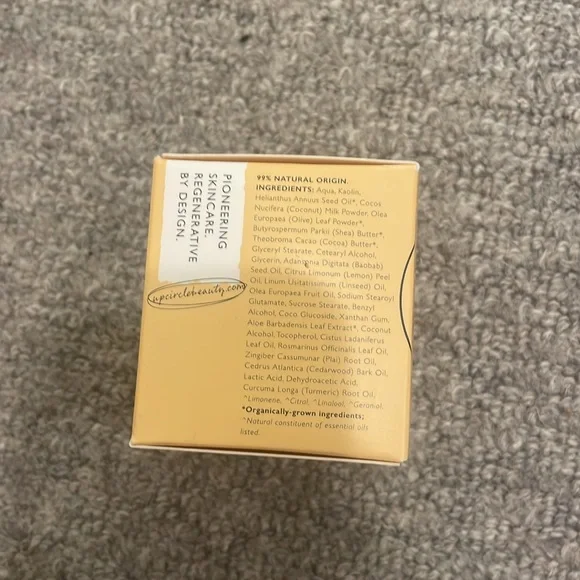 PIONEERING
SKINCARE.
REGENERATIVE
BY DESIGN.
upcirclebeauty.com
99% NATURAL ORIGIN.
INGREDIENTS: Aqua, Kaolin,
Helianthus Annuus Seed Oil*, Cocos
Nucifera (Coconut) Milk Powder, Olea
Europaea (Olive) Leaf Powder*,
Butyrospermum Parkii (Shea) Butter*,
Theobroma Cacao (Cocoa) Butter*,
Glyceryl Stearate, Cetearyl Alcohol,
Glycerin, Adansonia Digitata (Baobab)
Seed Oil, Citrus Limonum (Lemon) Peel
Oil, Linum Usitatissimum (Linseed) Oil,
Olea Europaea Fruit Oil, Sodium Stearoyl
Glutamate, Sucrose Stearate, Benzyl
Alcohol, Coco Glucoside, Xanthan Gum,
Aloe Barbadensis Leaf Extract*, Coconut
Alcohol, Tocopherol, Cistus Ladaniferus
Leaf Oil, Rosmarinus Officinalis Leaf Oil,
Zingiber Cassumunar (Plai) Root Oil,
Cedrus Atlantica (Cedarwood) Bark Oil,
Lactic Acid, Dehydroacetic Acid,
Curcuma Longa (Turmeric) Root Oil,
^Limonene, ^Citral, ^Linalool, ^Geraniol.
*Organically-grown ingredients;
^Natural constituent of essential oils
listed.